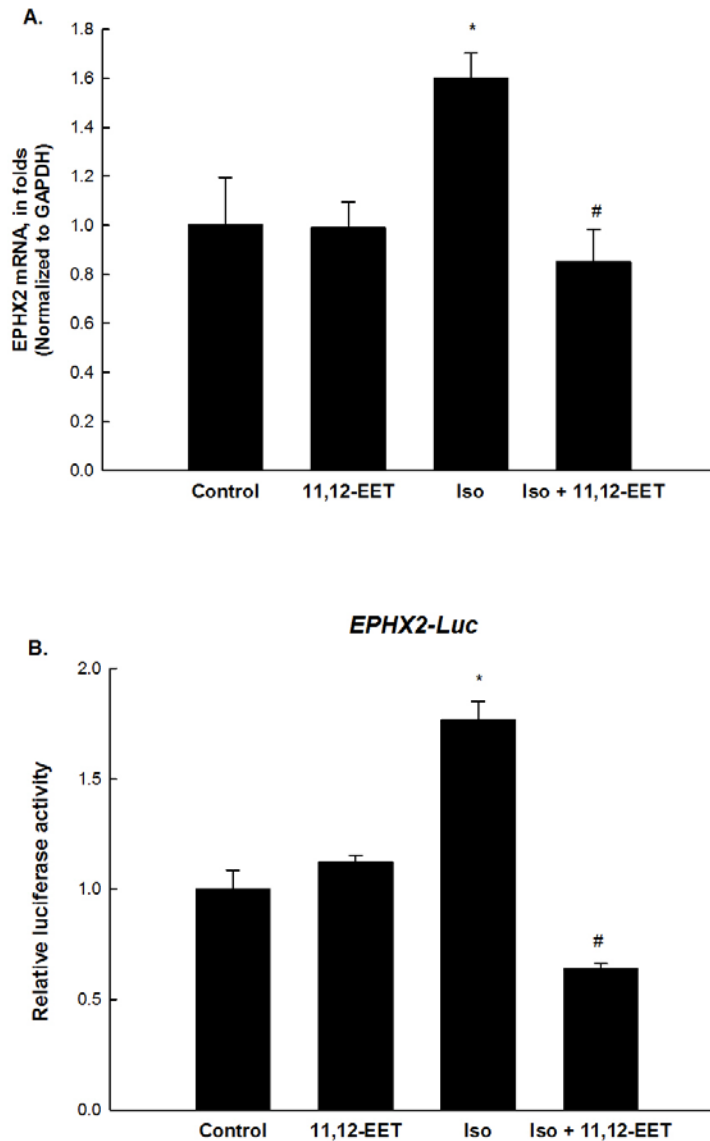 A.
1.8
1.6
1.4
1.2
1.0
0.8
0.6
0.4
0.2
0.0
EPHX2 mRNA, in folds
(Normalized to GAPDH)
*
#
Control 11,12-EET Iso Iso + 11,12-EET
EPHX2-Luc
B.
2.0
1.5
1.0
0.5
0.0
Relative luciferase activity
*
#
Control 11,12-EET Iso Iso + 11,12-EET